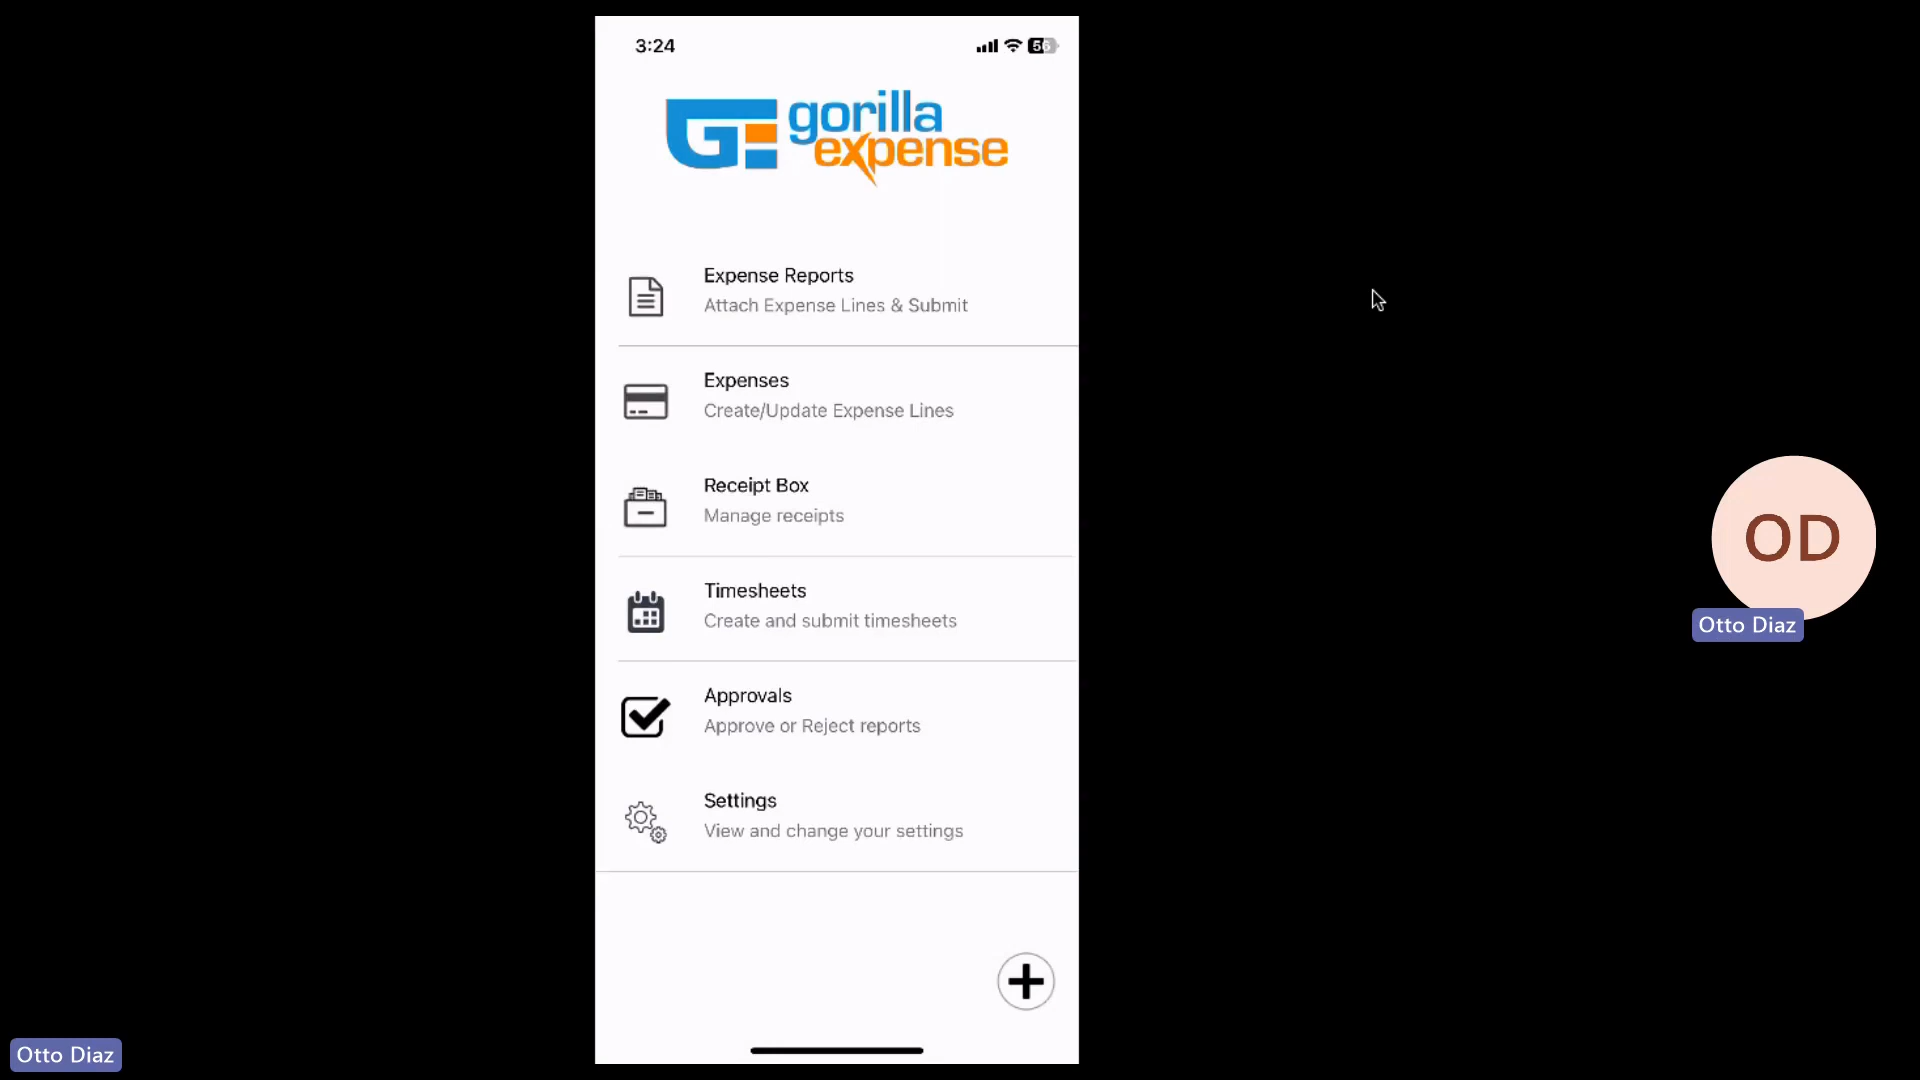 3:24
56
GE gorilla
expense
Expense Reports
Attach Expense Lines & Submit
Expenses
Create/Update Expense Lines
Receipt Box
Manage receipts
Timesheets
Create and submit timesheets
Approvals
Approve or Reject reports
Settings
View and change your settings
OD
Otto Diaz
Otto Diaz